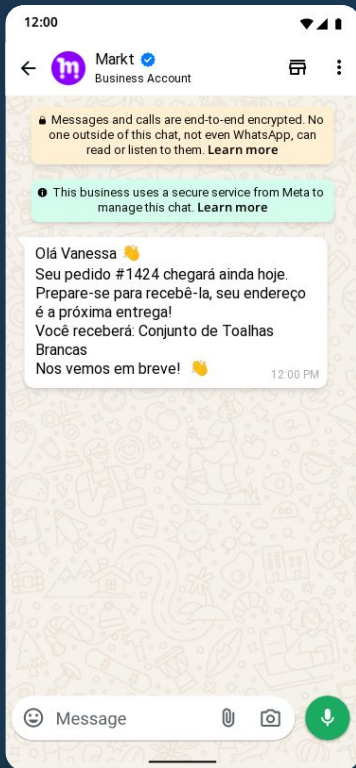 12:00
Markt
Business Account
Messages and calls are end-to-end encrypted. No
one outside of this chat, not even WhatsApp, can
read or listen to them. Learn more
This business uses a secure service from Meta to
manage this chat. Learn more
Olá Vanessa 👋
Seu pedido #1424 chegará ainda hoje.
Prepare-se para recebê-la, seu endereço
é a próxima entrega!
Você receberá: Conjunto de Toalhas
Brancas
Nos vemos em breve! 👋
12:00 PM
Message